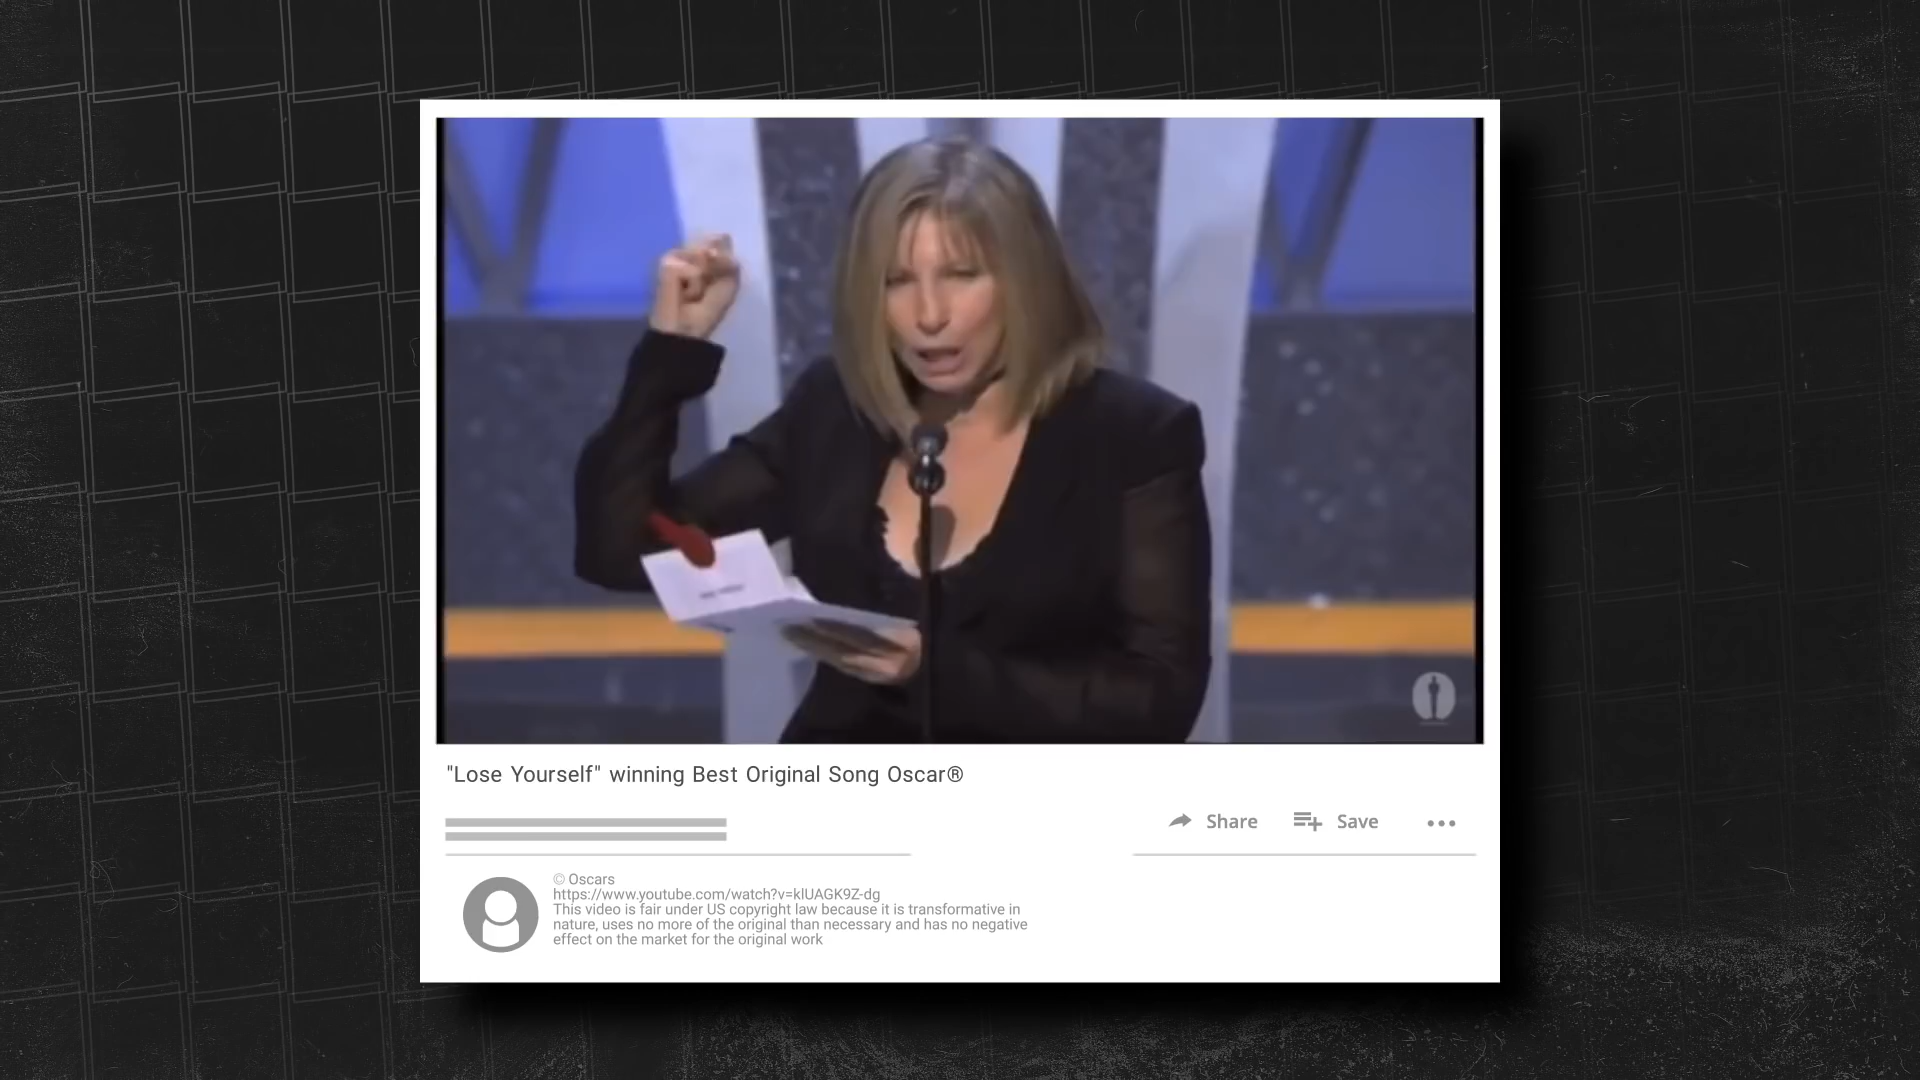 "Lose Yourself" winning Best Original Song Oscar®
Share
Save
© Oscars
https://www.youtube.com/watch?v=klUAGK9Z-dg
This video is fair under US copyright law because it is transformative in
nature, uses no more of the original than necessary and has no negative
effect on the market for the original work